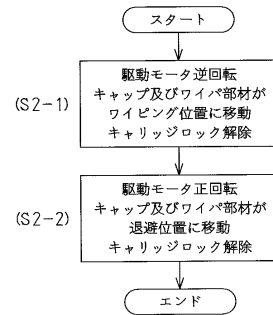 スタート
(S2-1)
駆動モータ逆回転
キャップ及びワイパ部材が
ワイピング位置に移動
キャリッジロック解除
(S2-2)
駆動モータ正回転
キャップ及びワイパ部材が
退避位置に移動
キャリッジロック解除
エンド